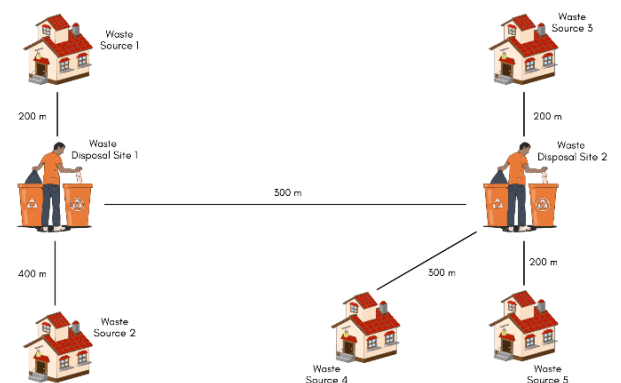 Waste
Source 1
Waste
Source 3
200 m
200 m
Waste
Disposal Site 1
Waste
Disposal Site 2
300 m
400 m
300 m
200 m
Waste
Source 2
Waste
Source 4
Waste
Source 5